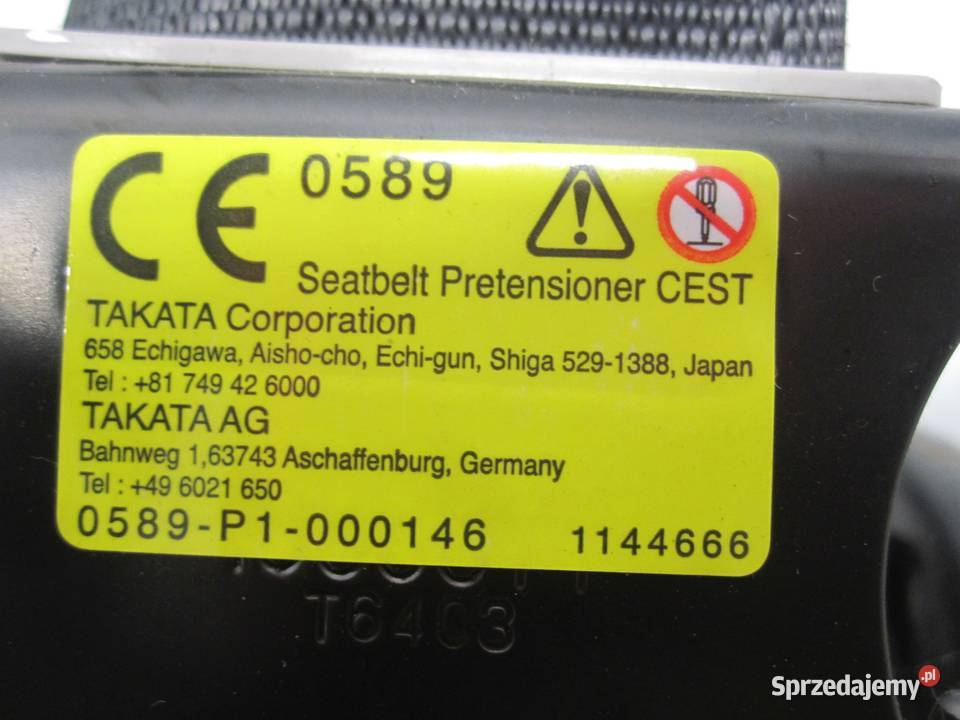 CE 0589
Seatbelt Pretensioner CEST
TAKATA Corporation
658 Echigawa, Aisho-cho, Echi-gun, Shiga 529-1388, Japan
Tel : +81 749 42 6000
TAKATA AG
Bahnweg 1,63743 Aschaffenburg, Germany
Tel : +49 6021 650
0589-P1-000146 1144666
T6403
Sprzedajemy.pl